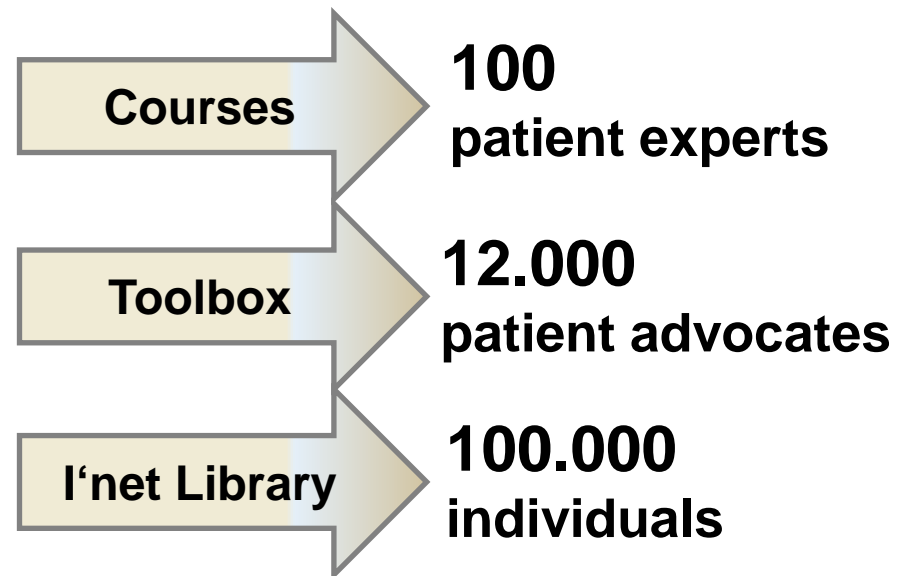 Courses
100
patient experts
Toolbox
12.000
patient advocates
I‘net Library
100.000
individuals